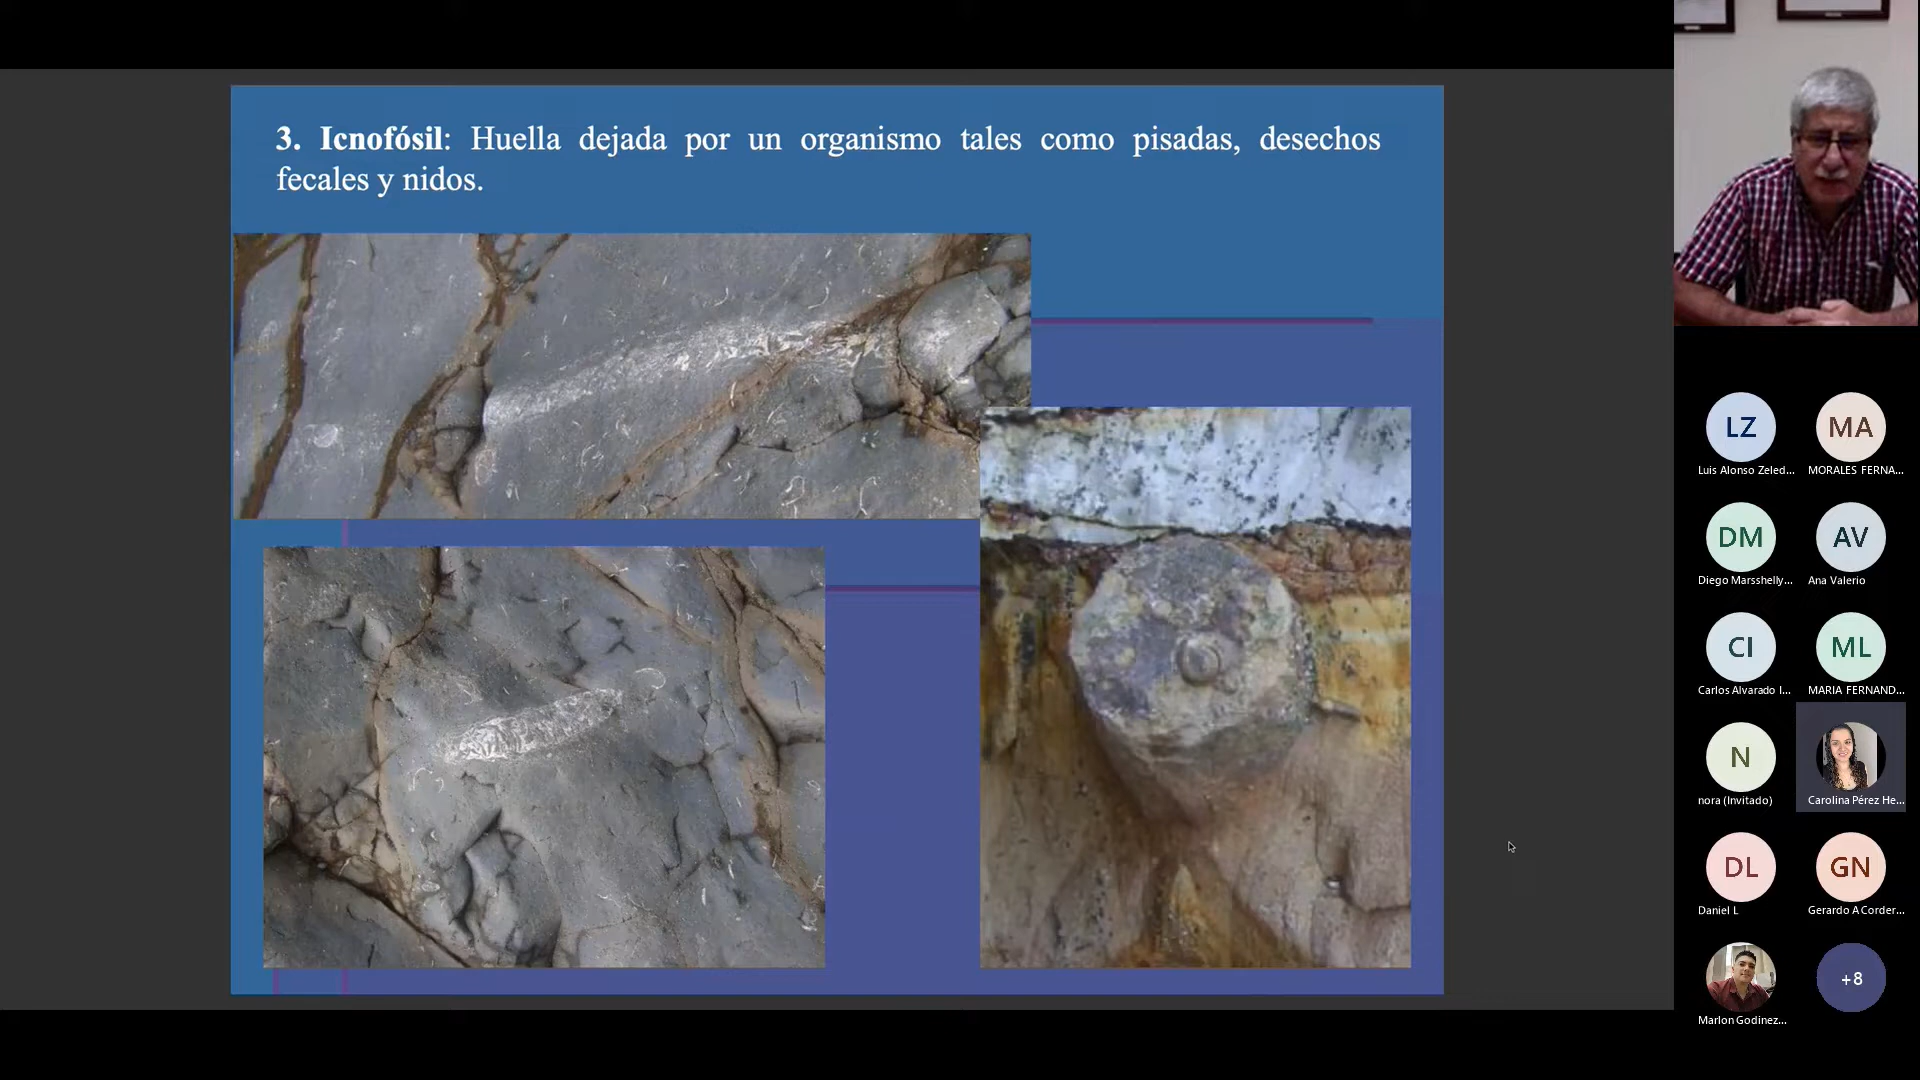 3. Icnofósil: Huella dejada por un organismo tales como pisadas, desechos
fecales y nidos.
LZ
MA
Luis Alonso Zeled...
MORALES FERNA...
DM
AV
Diego Marsshelly...
Ana Valerio
CI
ML
Carlos Alvarado I...
MARIA FERNAND...
N
nora (Invitado)
Carolina Pérez He...
DL
GN
Daniel L
Gerardo A Corder...
+8
Marlon Godinez...